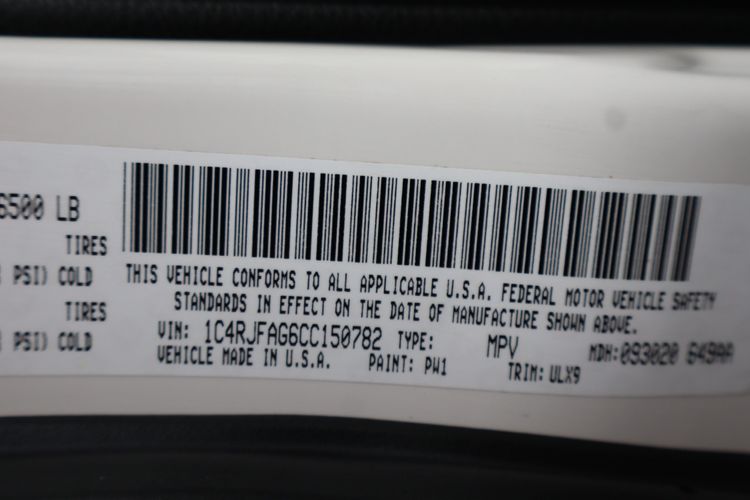 6500 LB
TIRES
PSI) COLD
TIRES
PSI) COLD
THIS VEHICLE CONFORMS TO ALL APPLICABLE U.S.A. FEDERAL MOTOR VEHICLE SAFETY
STANDARDS IN EFFECT ON THE DATE OF MANUFACTURE SHOWN ABOVE.
VIN: 1C4RJFAG6CC150782 TYPE: MPV MDH:093020 649AA
VEHICLE MADE IN U.S.A. PAINT: PW1 TRIM: ULX9